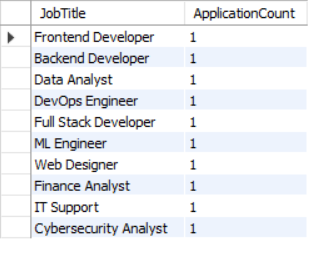 JobTitle ApplicationCount
Frontend Developer 1
Backend Developer 1
Data Analyst 1
DevOps Engineer 1
Full Stack Developer 1
ML Engineer 1
Web Designer 1
Finance Analyst 1
IT Support 1
Cybersecurity Analyst 1